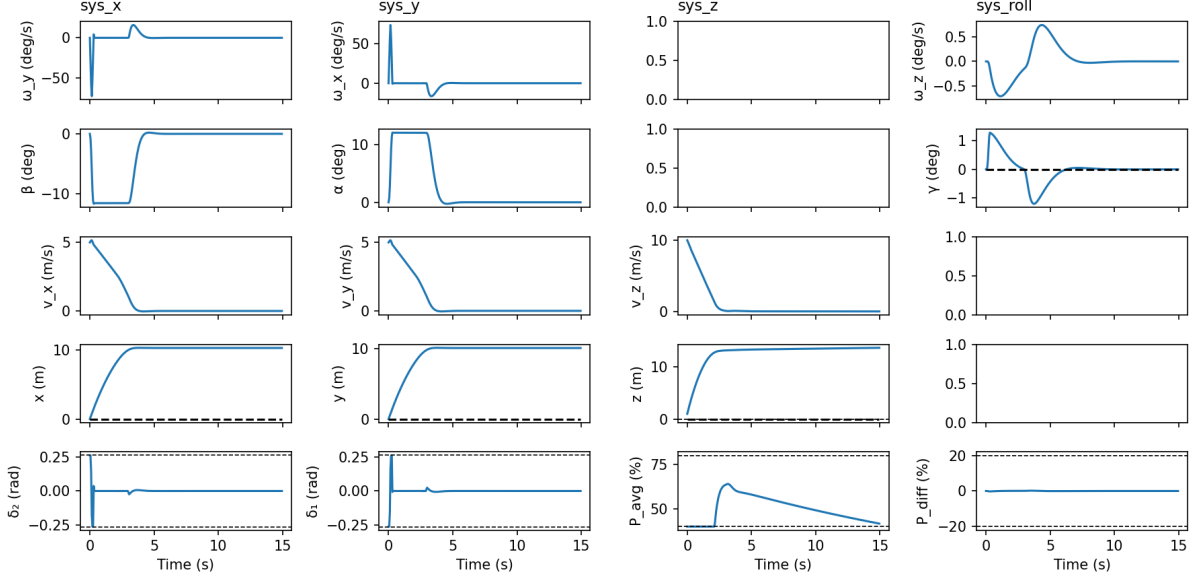 sys_x sys_y sys_z sys_roll
ω_y (deg/s) 0 −50
ω_x (deg/s) 50 0
1.0 0.5 0.0
ω_z (deg/s) 0.5 0.0 −0.5
β (deg) 0 −10
α (deg) 10 0
1.0 0.5 0.0
γ (deg) 1 0 −1
v_x (m/s) 5 0
v_y (m/s) 5 0
v_z (m/s) 10 0
1.0 0.5 0.0
x (m) 10 0
y (m) 10 0
z (m) 10 0
1.0 0.5 0.0
δ₂ (rad) 0.25 0.00 −0.25
δ₁ (rad) 0.25 0.00 −0.25
P_avg (%) 75 50
P_diff (%) 20 0 −20
0 5 10 15 0 5 10 15 0 5 10 15 0 5 10 15
Time (s) Time (s) Time (s) Time (s)